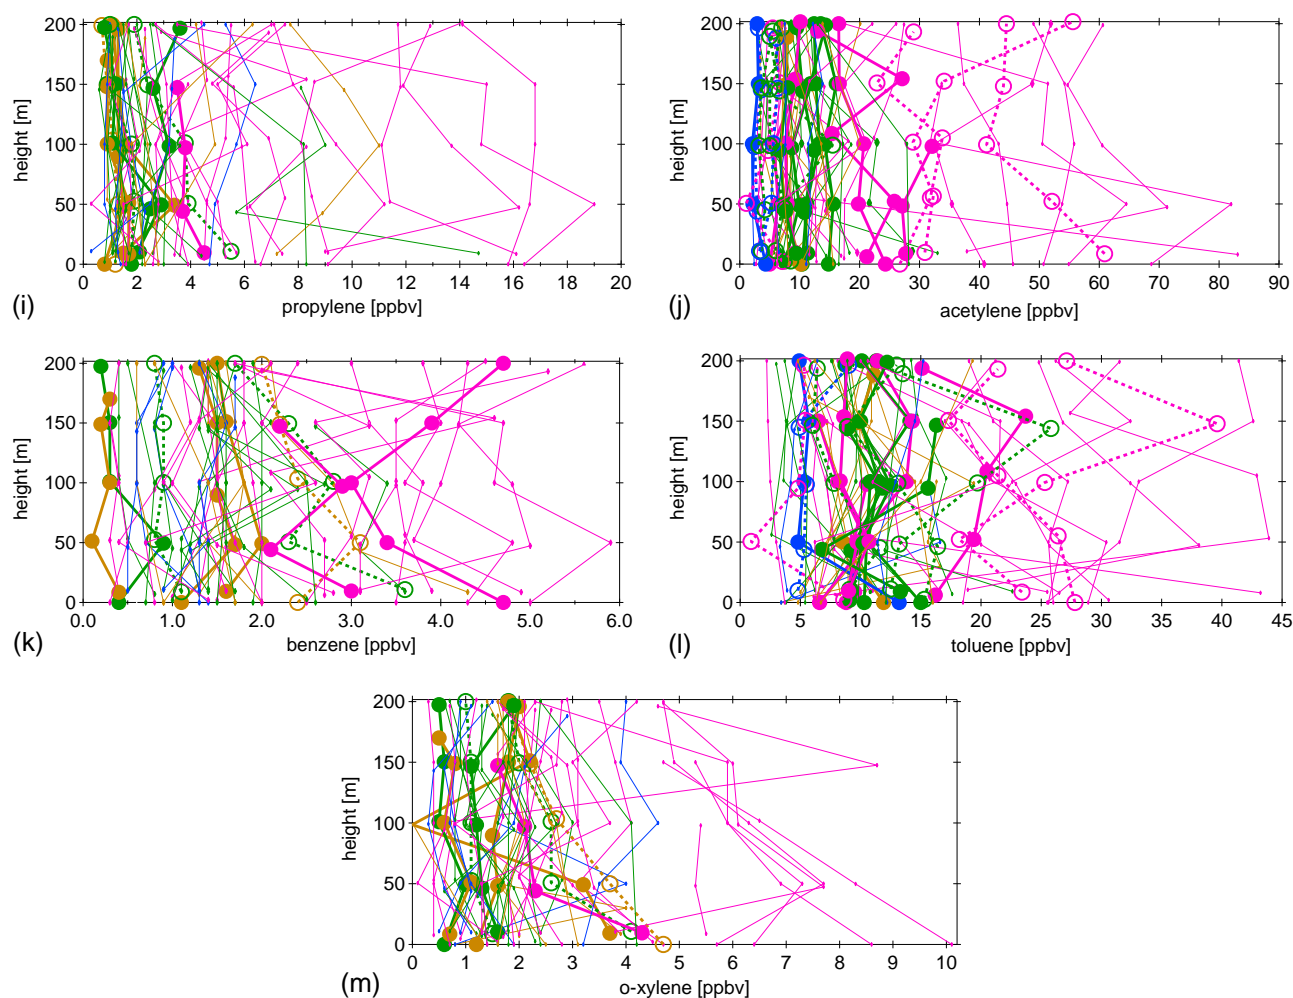 200
150
100
50
0
height [m]
0 2 4 6 8 10 12 14 16 18 20
propylene [ppbv]
(i)
200
150
100
50
0
height [m]
0 10 20 30 40 50 60 70 80 90
acetylene [ppbv]
(j)
200
150
100
50
0
height [m]
0.0 1.0 2.0 3.0 4.0 5.0 6.0
benzene [ppbv]
(k)
200
150
100
50
0
height [m]
0 5 10 15 20 25 30 35 40 45
toluene [ppbv]
(l)
200
150
100
50
0
height [m]
0 1 2 3 4 5 6 7 8 9 10
o-xylene [ppbv]
(m)